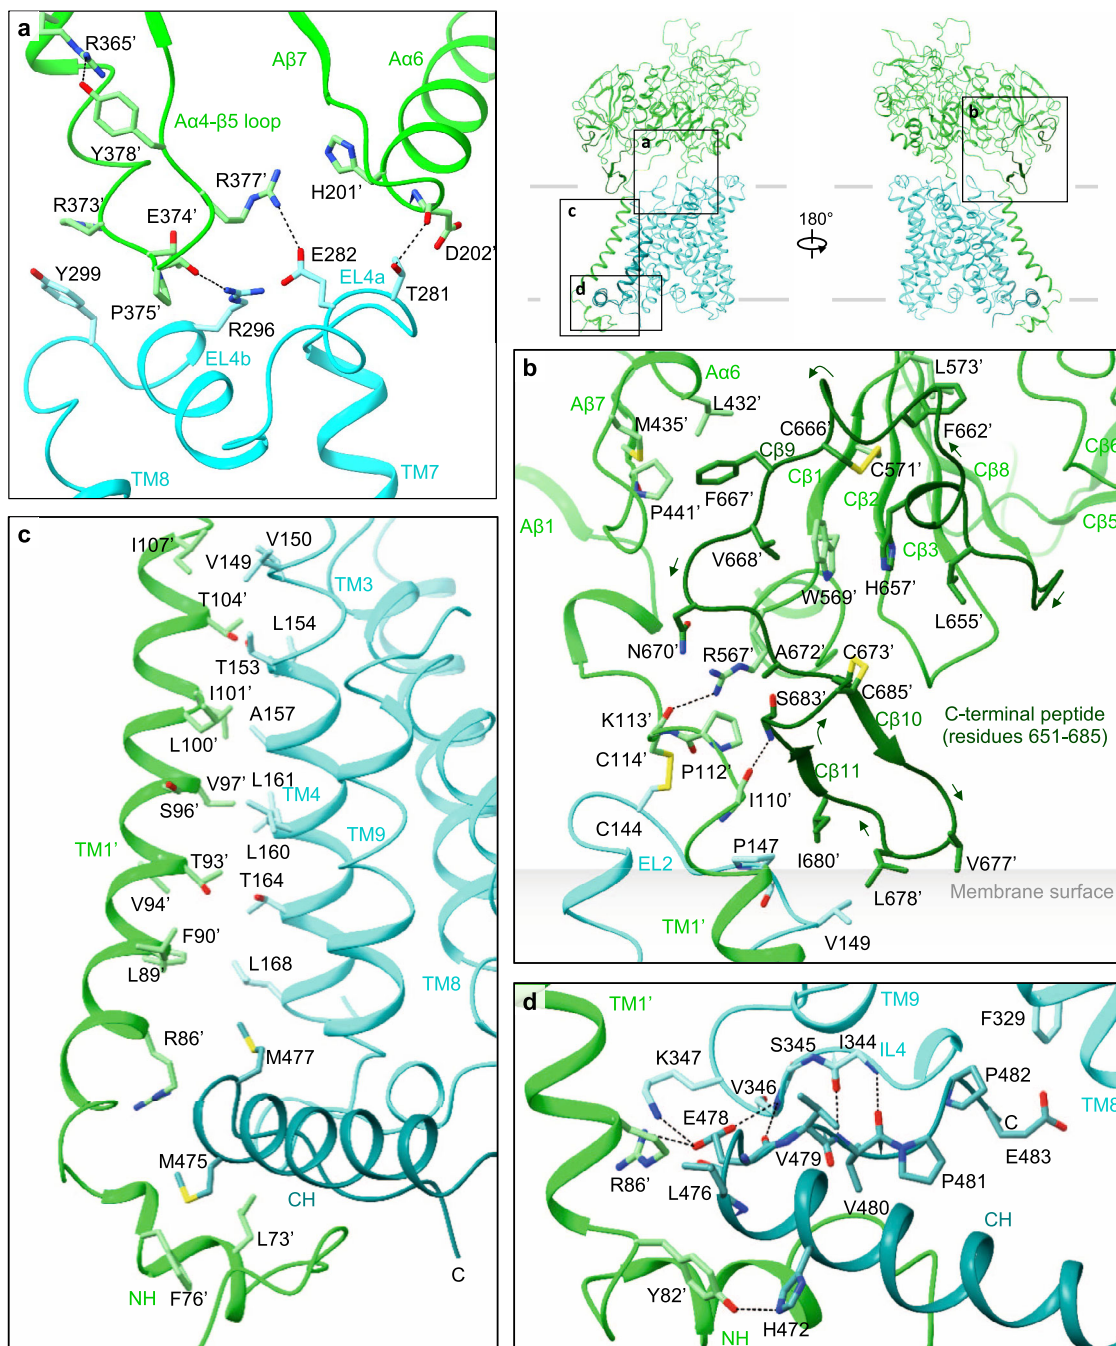 a
R365'
Aβ7
Aα6
Aα4-β5 loop
Y378'
R377'
H201'
R373'
E374'
D202'
Y299
E282
EL4a
T281
P375'
R296
EL4b
TM8
TM7
a
b
c
d
180°
b
Aα6
L573'
Aβ7
L432'
M435'
C666'
F662'
Cβ6
Cβ9
Cβ1
C571'
Cβ8
F667'
Cβ2
P441'
Cβ5
Aβ1
V668'
Cβ3
W569'
H657'
L655'
N670'
R567'
A672'
C673'
S683'
C685'
K113'
Cβ10
C-terminal peptide
(residues 651-685)
C114'
P112'
Cβ11
I110'
C144
P147
I680'
V677'
EL2
L678'
Membrane surface
TM1'
V149
c
I107'
V150
V149
TM3
T104'
L154
T153
I101'
A157
L100'
V97'
L161
TM4
S96'
TM9
TM1'
L160
T93'
T164
V94'
F90'
L168
L89'
TM8
R86'
M477
M475
CH
L73'
C
NH
F76'
d
TM1'
TM9
F329
S345
I344
IL4
K347
V346
P482
TM8
E478
C
V479
E483
R86'
L476
P481
V480
CH
Y82'
NH
H472